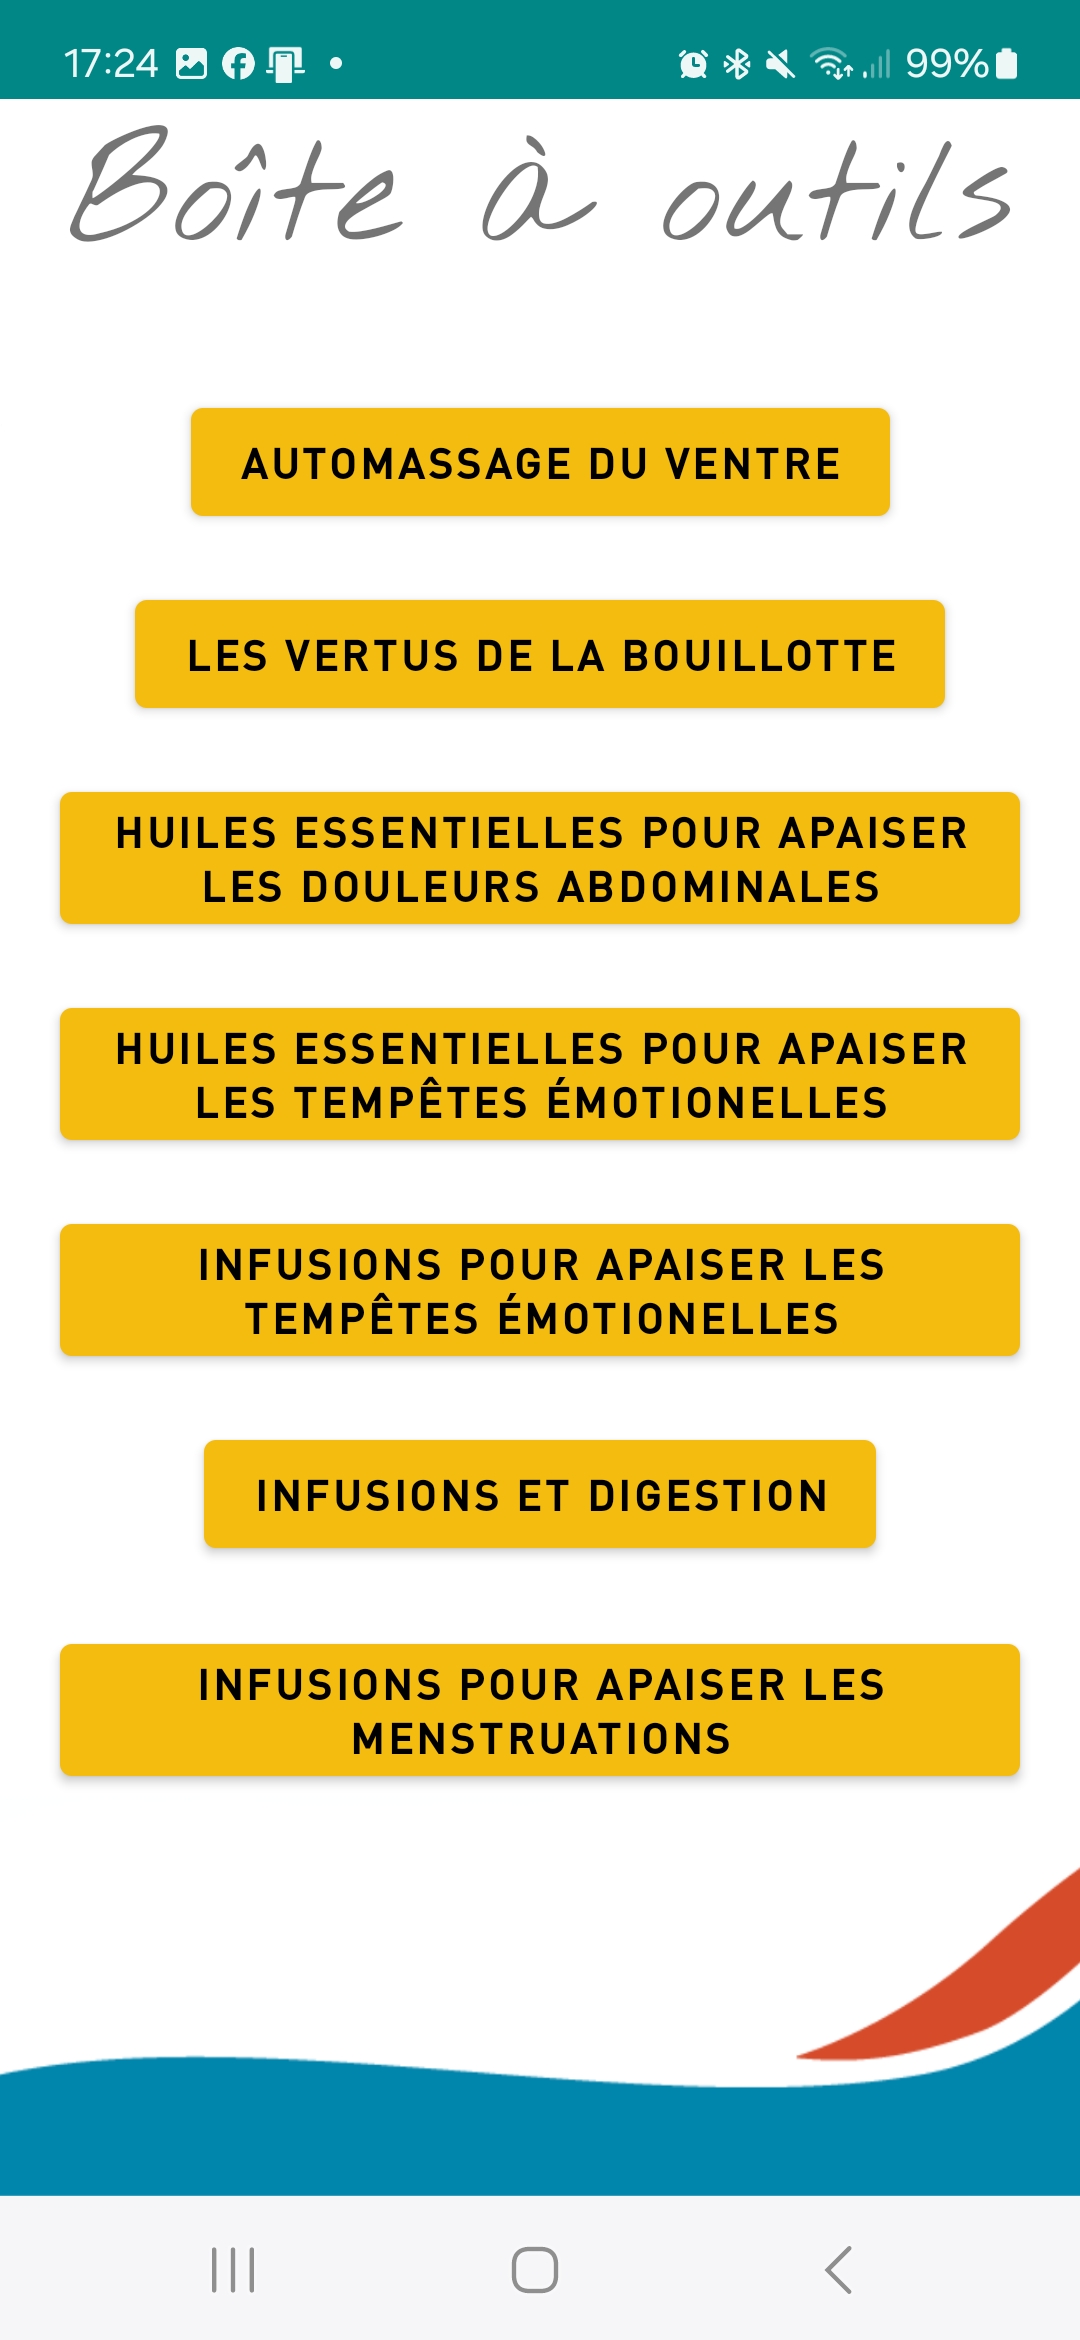 17:24
99%
Boîte à outils
AUTOMASSAGE DU VENTRE
LES VERTUS DE LA BOUILLOTTE
HUILES ESSENTIELLES POUR APAISER
LES DOULEURS ABDOMINALES
HUILES ESSENTIELLES POUR APAISER
LES TEMPÊTES ÉMOTIONELLES
INFUSIONS POUR APAISER LES
TEMPÊTES ÉMOTIONELLES
INFUSIONS ET DIGESTION
INFUSIONS POUR APAISER LES
MENSTRUATIONS